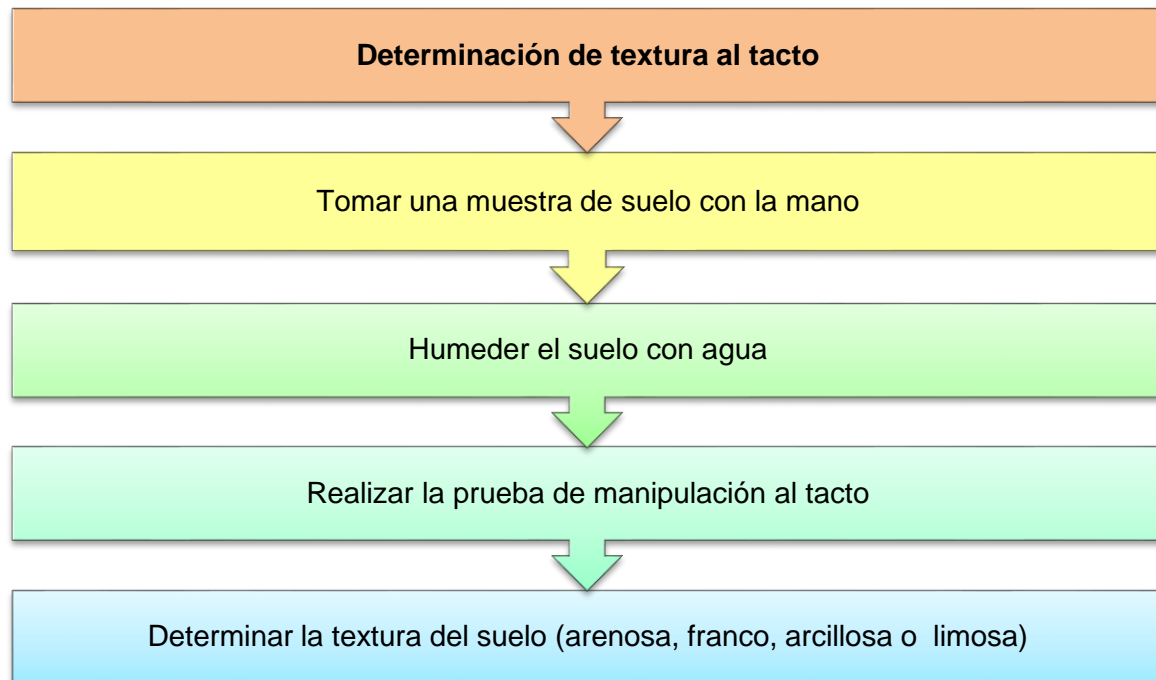 Determinación de textura al tacto
Tomar una muestra de suelo con la mano
Humeder el suelo con agua
Realizar la prueba de manipulación al tacto
Determinar la textura del suelo (arenosa, franco, arcillosa o  limosa)